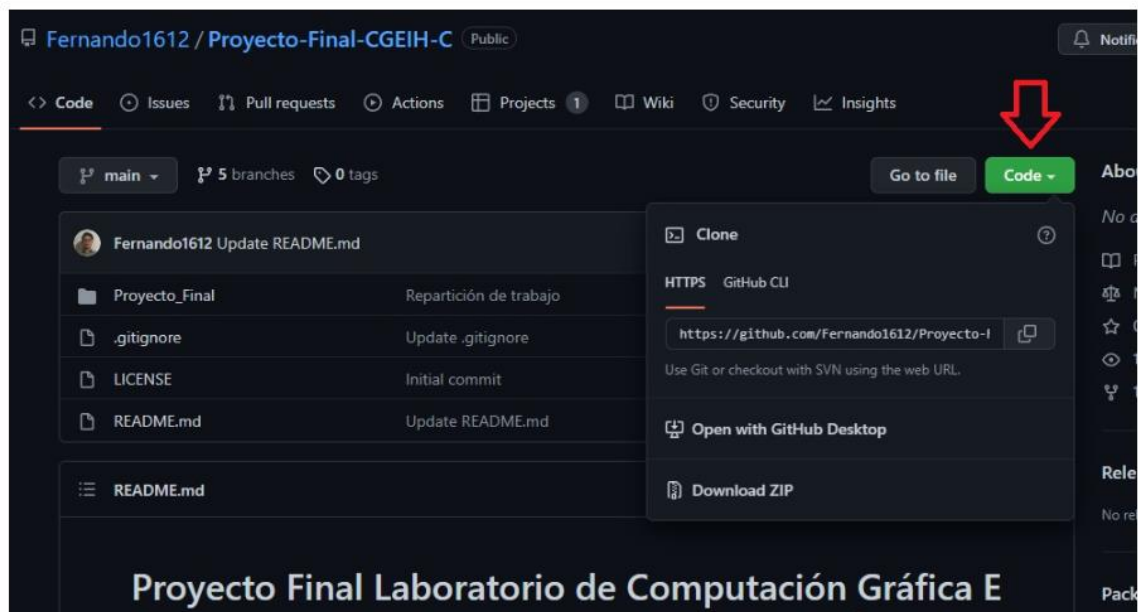 Fernando1612 / Proyecto-Final-CGEIH-C Public
Code Issues Pull requests Actions Projects 1 Wiki Security Insights
main 5 branches 0 tags Go to file Code
Fernando1612 Update README.md
Proyecto_Final Repartición de trabajo
.gitignore Update .gitignore
LICENSE Initial commit
README.md Update README.md
README.md
Proyecto Final Laboratorio de Computación Gráfica E
Clone
HTTPS GitHub CLI
https://github.com/Fernando1612/Proyecto-
Use Git or checkout with SVN using the web URL.
Open with GitHub Desktop
Download ZIP